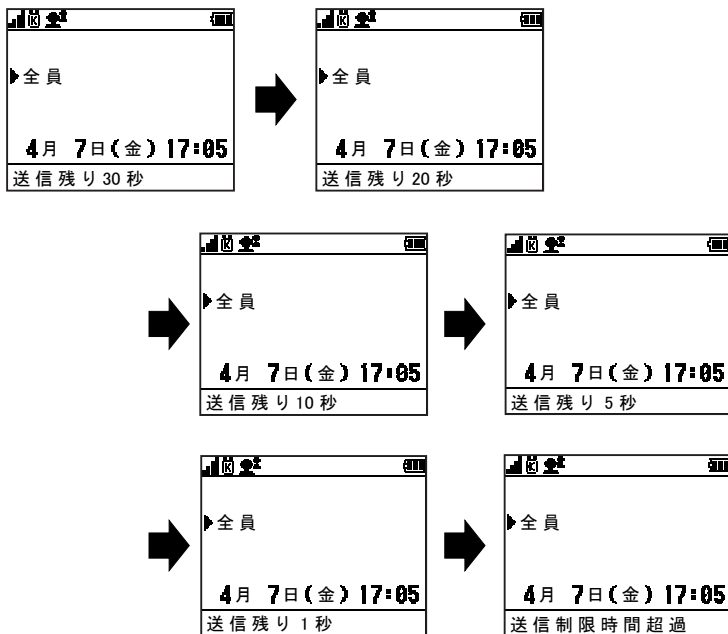 全員
4月 7日(金)17:05
送信残り30秒
全員
4月 7日(金)17:05
送信残り20秒
全員
4月 7日(金)17:05
送信残り10秒
全員
4月 7日(金)17:05
送信残り 5秒
全員
4月 7日(金)17:05
送信残り 1秒
全員
4月 7日(金)17:05
送信制限時間超過